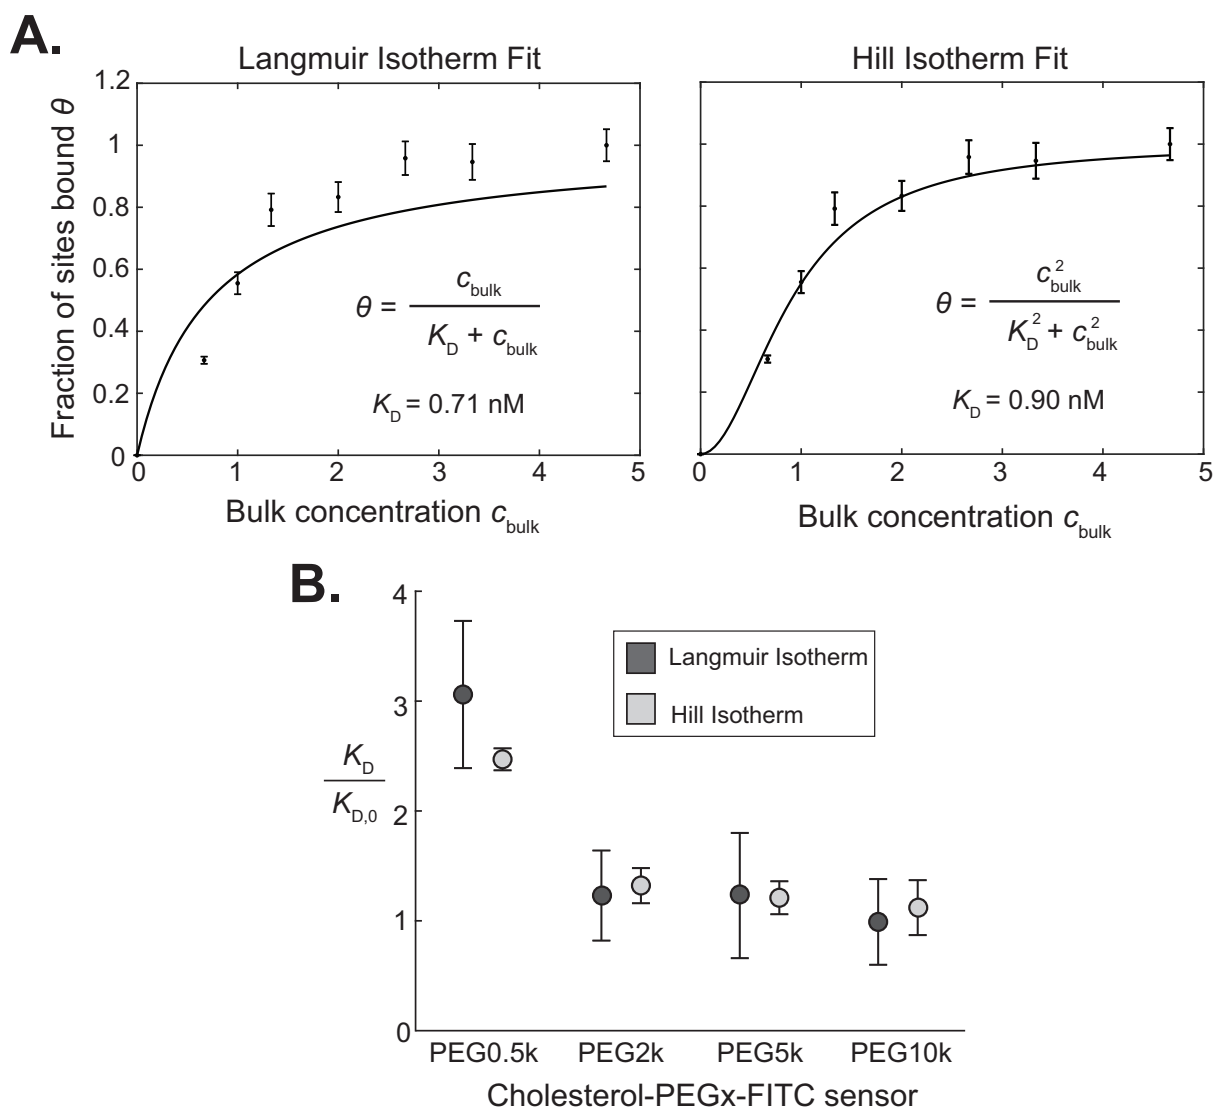 A.
Langmuir Isotherm Fit
Hill Isotherm Fit
Fraction of sites bound θ
1.2
1
0.8
0.6
0.4
0.2
0
0 1 2 3 4 5
θ = c_bulk / (K_D + c_bulk)
K_D = 0.71 nM
Bulk concentration c_bulk
θ = c_bulk^2 / (K_D^2 + c_bulk^2)
K_D = 0.90 nM
0 1 2 3 4 5
Bulk concentration c_bulk
B.
4
3
2
1
0
K_D / K_D,0
Langmuir Isotherm
Hill Isotherm
PEG0.5k PEG2k PEG5k PEG10k
Cholesterol-PEGx-FITC sensor